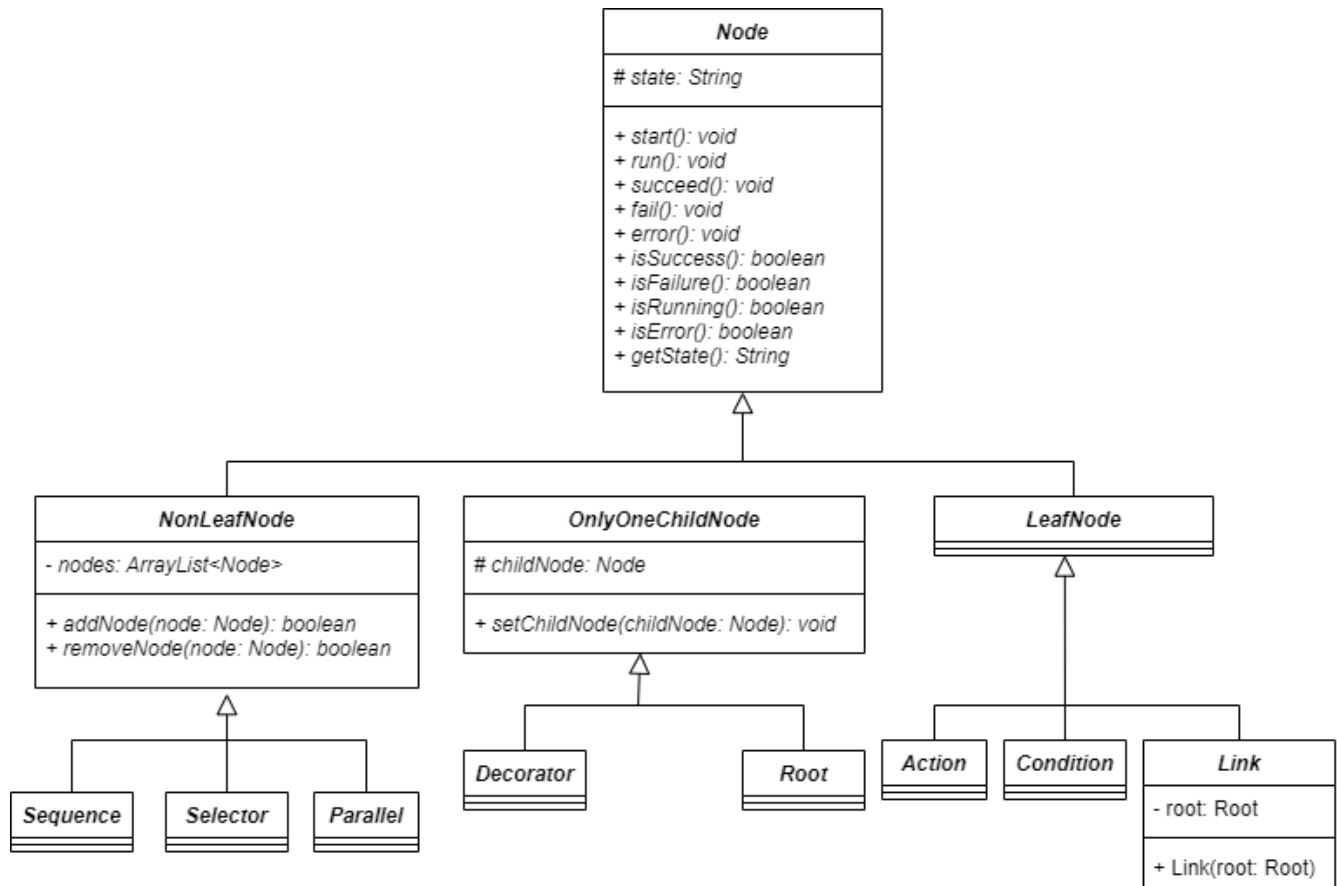 Node
# state: String
+ start(): void
+ run(): void
+ succeed(): void
+ fail(): void
+ error(): void
+ isSuccess(): boolean
+ isFailure(): boolean
+ isRunning(): boolean
+ isError(): boolean
+ getState(): String
NonLeafNode
- nodes: ArrayList<Node>
+ addNode(node: Node): boolean
+ removeNode(node: Node): boolean
OnlyOneChildNode
# childNode: Node
+ setChildNode(childNode: Node): void
LeafNode
Sequence
Selector
Parallel
Decorator
Root
Action
Condition
Link
- root: Root
+ Link(root: Root)